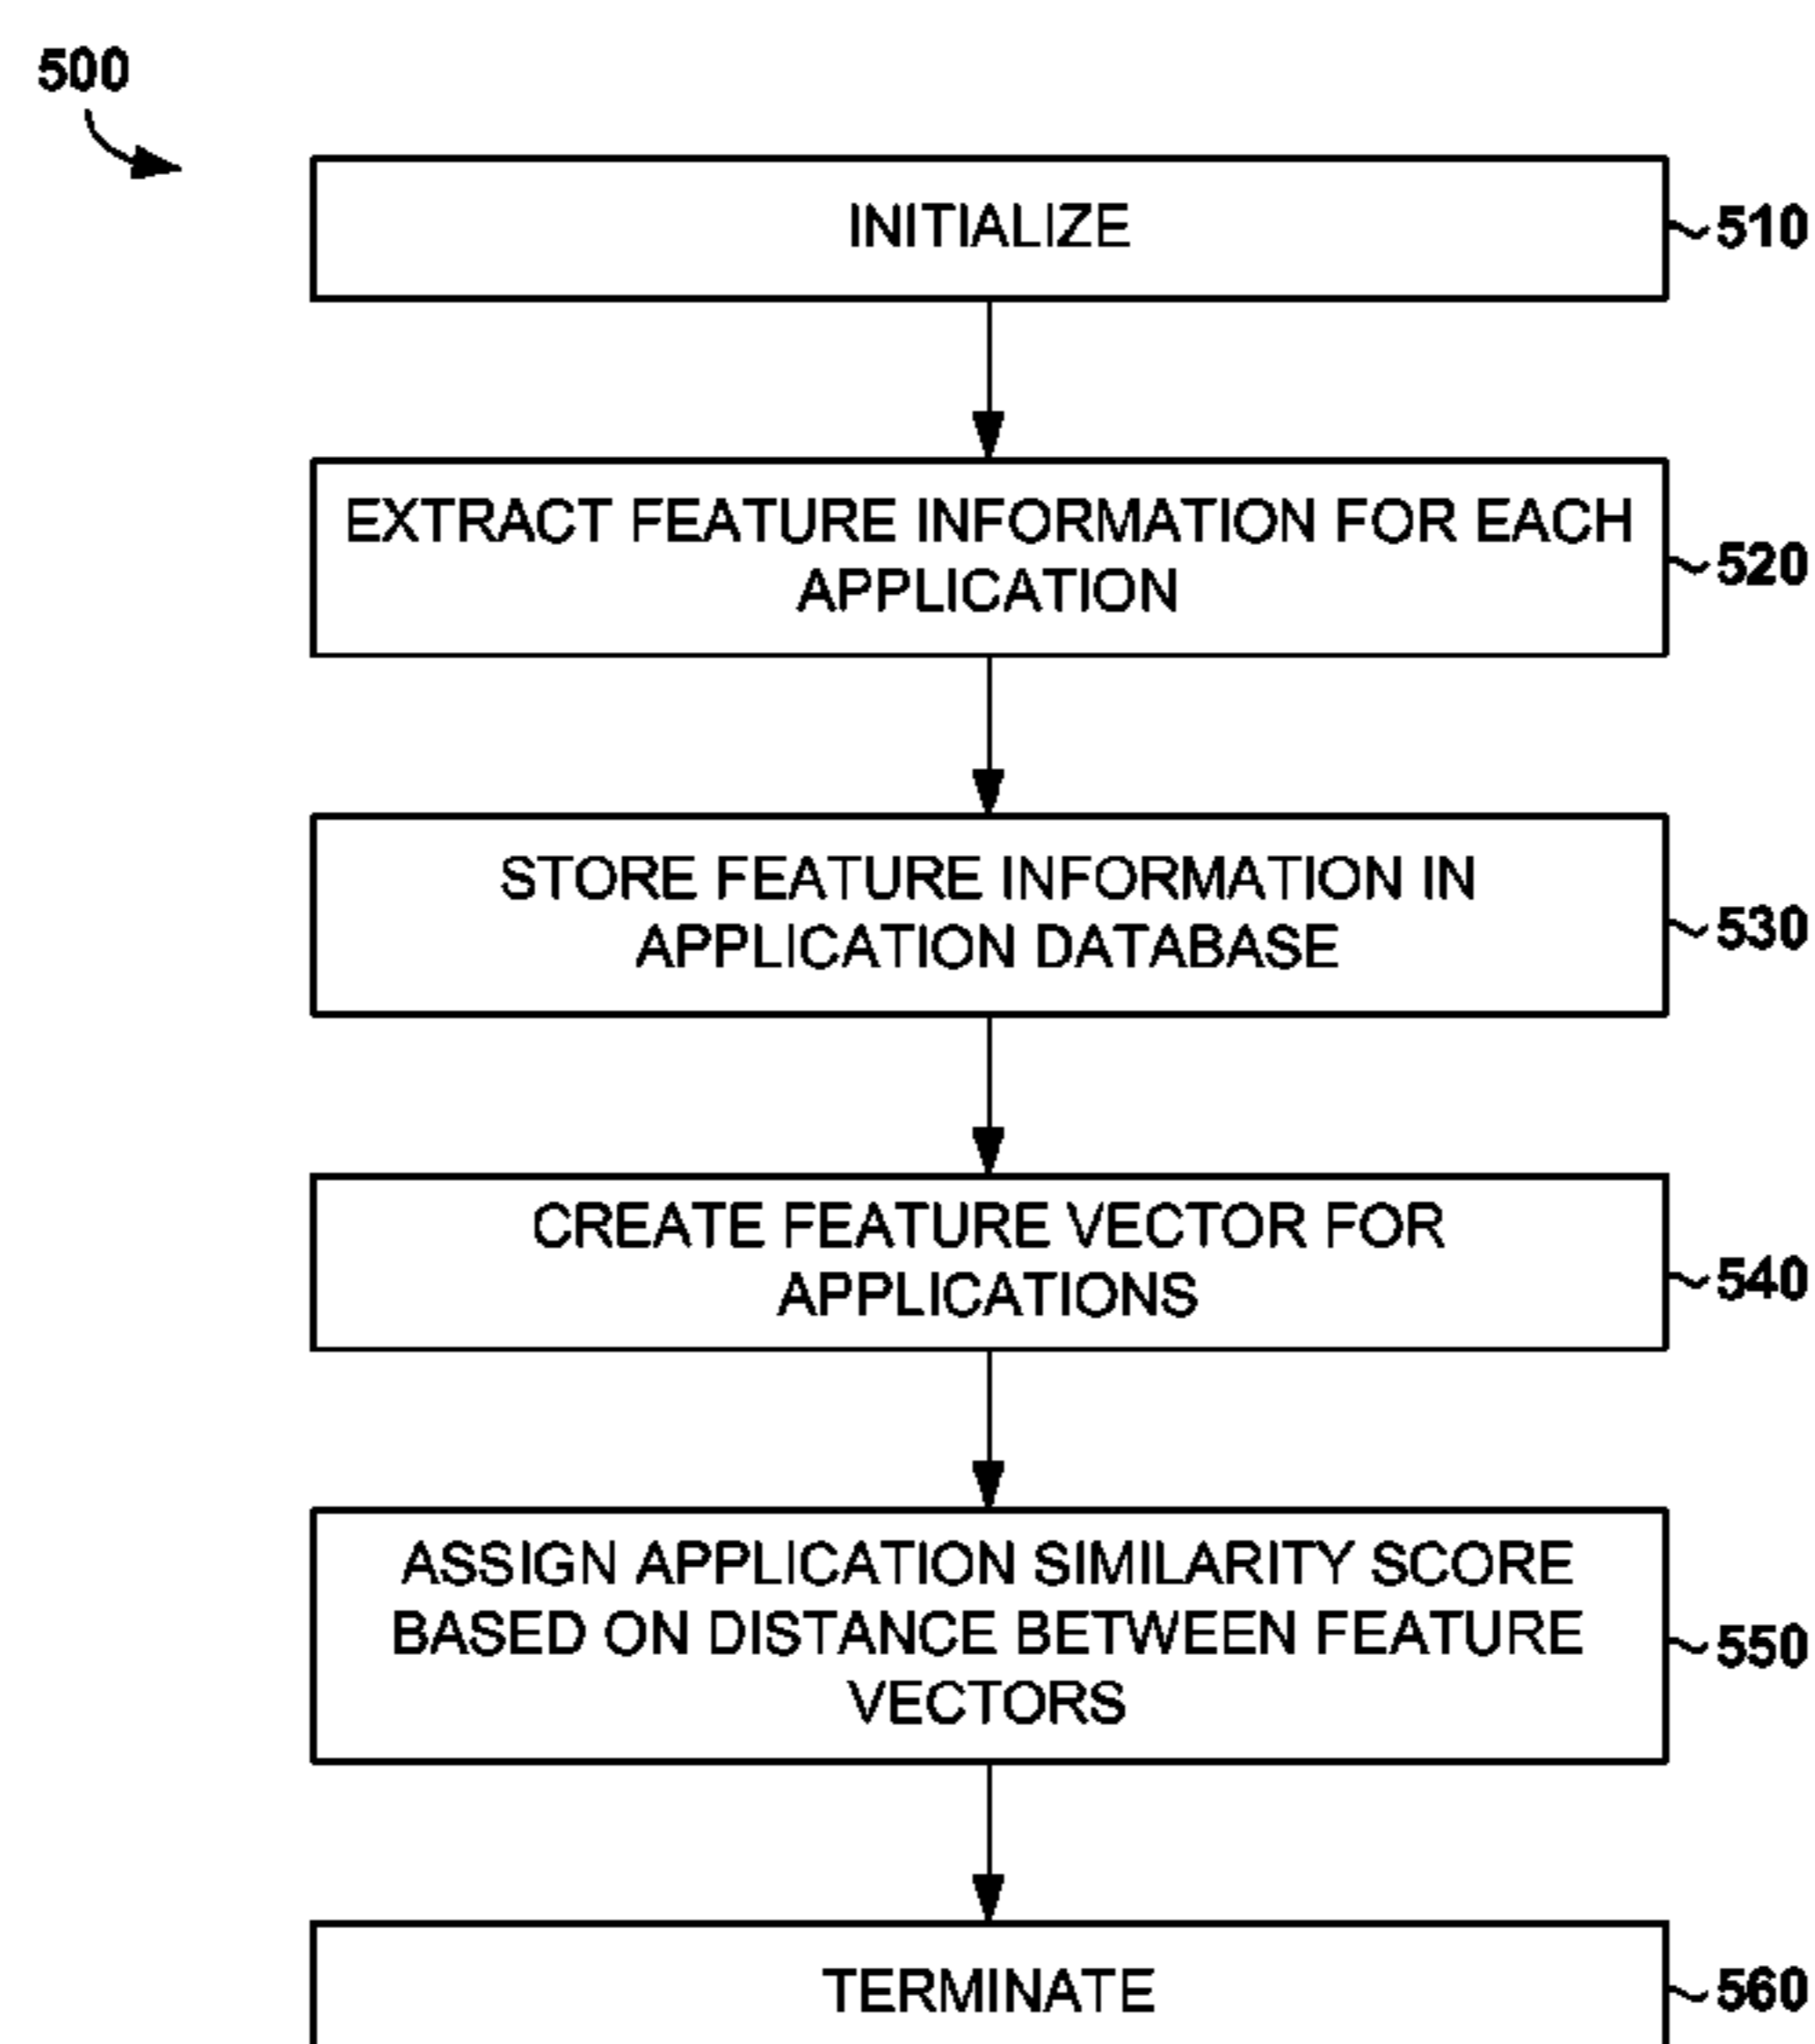 500
INITIALIZE
510
EXTRACT FEATURE INFORMATION FOR EACH
APPLICATION
520
STORE FEATURE INFORMATION IN
APPLICATION DATABASE
530
CREATE FEATURE VECTOR FOR
APPLICATIONS
540
ASSIGN APPLICATION SIMILARITY SCORE
BASED ON DISTANCE BETWEEN FEATURE
VECTORS
550
TERMINATE
560